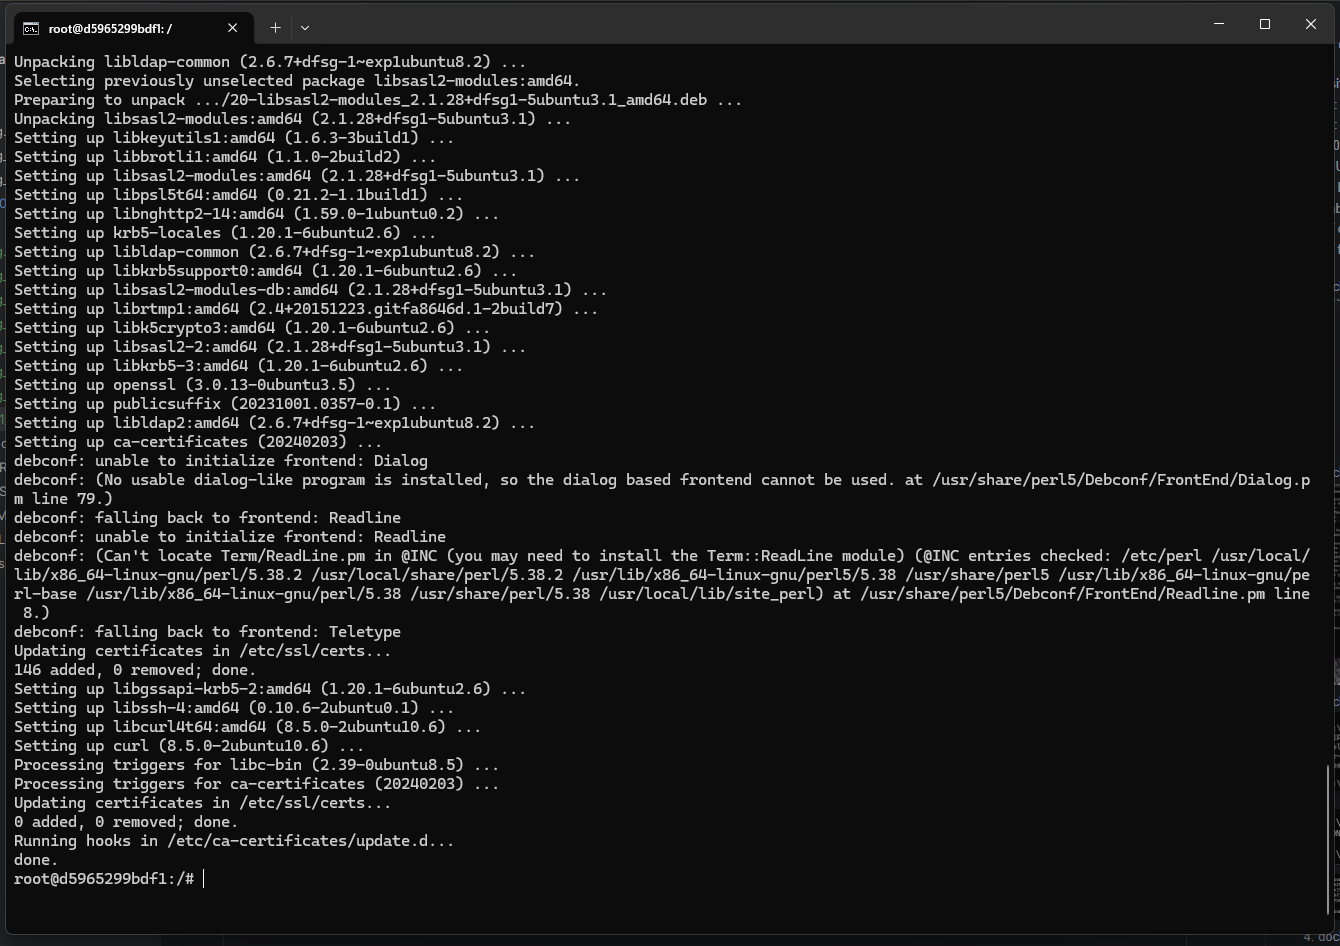 root@d5965299bdf1: /
Unpacking libldap-common (2.6.7+dfsg-1~exp1ubuntu8.2) ...
Selecting previously unselected package libsasl2-modules:amd64.
Preparing to unpack .../20-libsasl2-modules_2.1.28+dfsg1-5ubuntu3.1_amd64.deb ...
Unpacking libsasl2-modules:amd64 (2.1.28+dfsg1-5ubuntu3.1) ...
Setting up libkeyutils1:amd64 (1.6.3-3build1) ...
Setting up libbrotli1:amd64 (1.1.0-2build2) ...
Setting up libsasl2-modules:amd64 (2.1.28+dfsg1-5ubuntu3.1) ...
Setting up libpsl5t64:amd64 (0.21.2-1.1build1) ...
Setting up libnghttp2-14:amd64 (1.59.0-1ubuntu0.2) ...
Setting up krb5-locales (1.20.1-6ubuntu2.6) ...
Setting up libldap-common (2.6.7+dfsg-1~exp1ubuntu8.2) ...
Setting up libkrb5support0:amd64 (1.20.1-6ubuntu2.6) ...
Setting up libsasl2-modules-db:amd64 (2.1.28+dfsg1-5ubuntu3.1) ...
Setting up librtmp1:amd64 (2.4+20151223.gitfa8646d.1-2build7) ...
Setting up libk5crypto3:amd64 (1.20.1-6ubuntu2.6) ...
Setting up libsasl2-2:amd64 (2.1.28+dfsg1-5ubuntu3.1) ...
Setting up libkrb5-3:amd64 (1.20.1-6ubuntu2.6) ...
Setting up openssl (3.0.13-0ubuntu3.5) ...
Setting up publicsuffix (20231001.0357-0.1) ...
Setting up libldap2:amd64 (2.6.7+dfsg-1~exp1ubuntu8.2) ...
Setting up ca-certificates (20240203) ...
debconf: unable to initialize frontend: Dialog
debconf: (No usable dialog-like program is installed, so the dialog based frontend cannot be used. at /usr/share/perl5/Debconf/FrontEnd/Dialog.p
m line 79.)
debconf: falling back to frontend: Readline
debconf: unable to initialize frontend: Readline
debconf: (Can't locate Term/ReadLine.pm in @INC (you may need to install the Term::ReadLine module) (@INC entries checked: /etc/perl /usr/local/
lib/x86_64-linux-gnu/perl/5.38.2 /usr/local/share/perl/5.38.2 /usr/lib/x86_64-linux-gnu/perl5/5.38 /usr/share/perl5 /usr/lib/x86_64-linux-gnu/pe
rl-base /usr/lib/x86_64-linux-gnu/perl/5.38 /usr/share/perl/5.38 /usr/local/lib/site_perl) at /usr/share/perl5/Debconf/FrontEnd/Readline.pm line
8.)
debconf: falling back to frontend: Teletype
Updating certificates in /etc/ssl/certs...
146 added, 0 removed; done.
Setting up libgssapi-krb5-2:amd64 (1.20.1-6ubuntu2.6) ...
Setting up libssh-4:amd64 (0.10.6-2ubuntu0.1) ...
Setting up libcurl4t64:amd64 (8.5.0-2ubuntu10.6) ...
Setting up curl (8.5.0-2ubuntu10.6) ...
Processing triggers for libc-bin (2.39-0ubuntu8.5) ...
Processing triggers for ca-certificates (20240203) ...
Updating certificates in /etc/ssl/certs...
0 added, 0 removed; done.
Running hooks in /etc/ca-certificates/update.d...
done.
root@d5965299bdf1:/#